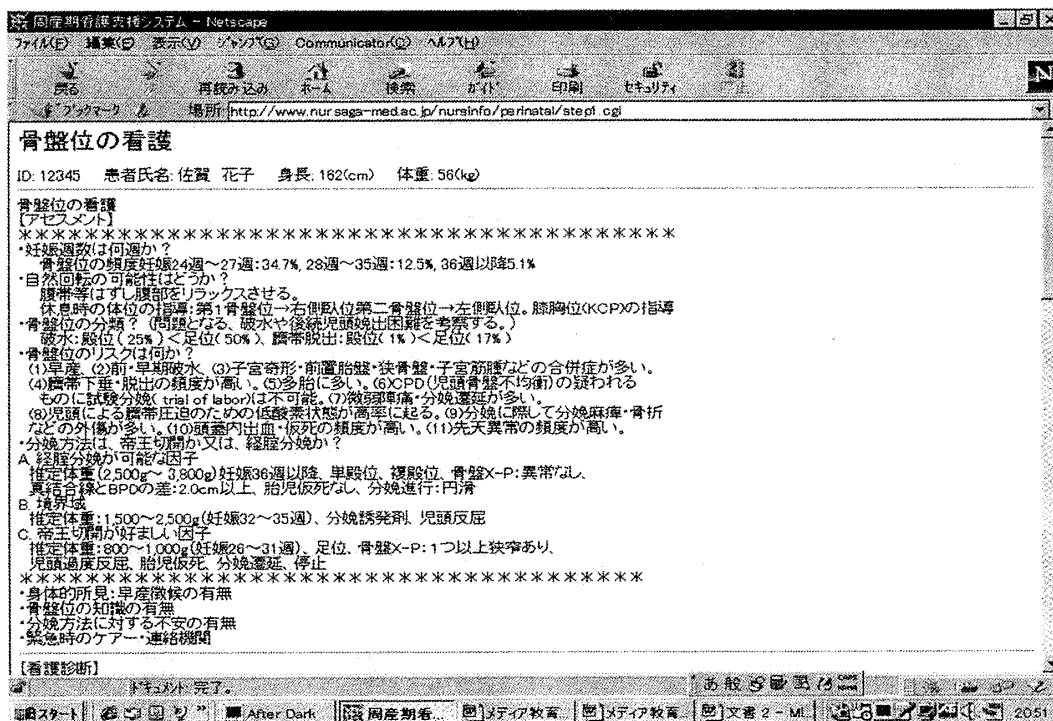 周産期看護支援システム - Netscape
ファイル(F) 編集(E) 表示(V) ジャンプ(G) Communicator(C) ヘルプ(H)
戻る 再読み込み ホーム 検索 ガイド 印刷 セキュリティ
ブックマーク 場所: http://www.nur.saga-med.ac.jp/nursinfo/perinatal/step1.cgi
骨盤位の看護
ID: 12345 患者氏名: 佐賀 花子 身長: 162(cm) 体重: 56(kg)
骨盤位の看護
【アセスメント】
****************************************
・妊娠週数は何週か?
骨盤位の頻度妊娠24週～27週:34.7%, 28週～35週:12.5%, 36週以降5.1%
・自然回転の可能性はどうか?
腹帯等はずし腹部をリラックスさせる。
休息時の体位の指導:第1骨盤位→右側臥位第二骨盤位→左側臥位。膝胸位(KCP)の指導
・骨盤位の分類? (問題となる、破水や後続児頭娩出困難を考察する。)
破水:殿位(25%)<足位(50%)、臍帯脱出:殿位(1%)<足位(17%)
・骨盤位のリスクは何か?
(1)早産、(2)前・早期破水、(3)子宮奇形・前置胎盤・狭骨盤・子宮筋腫などの合併症が多い。
(4)臍帯下垂・脱出の頻度が高い。(5)多胎に多い。(6)CPD(児頭骨盤不均衡)の疑われる
ものに試験分娩( trial of labor)は不可能。(7)微弱陣痛・分娩遷延が多い。
(8)児頭による臍帯圧迫のための低酸素状態が高率に起る。(9)分娩に際して分娩麻痺・骨折
などの外傷が多い。(10)頭蓋内出血・仮死の頻度が高い。(11)先天異常の頻度が高い。
・分娩方法は、帝王切開か又は、経腟分娩か?
A. 経腟分娩が可能な因子
推定体重(2,500g～ 3,800g)妊娠36週以降、単殿位、複殿位、骨盤X-P:異常なし、
真結合線とBPDの差:2.0cm以上、胎児仮死なし、分娩進行:円滑
B. 境界域
推定体重:1,500～2,500g(妊娠32～35週)、分娩誘発剤、児頭反屈
C. 帝王切開が好ましい因子
推定体重:800～1,000g(妊娠26～31週)、足位、骨盤X-P:1つ以上狭窄あり、
児頭過度反屈、胎児仮死、分娩遷延、停止
**************************************
・身体的所見:早産徴候の有無
・骨盤位の知識の有無
・分娩方法に対する不安の有無
・緊急時のケアー・連絡機関
【看護診断】
ドキュメント: 完了。
あ 般
スタート After Dark 周産期看... メディア教育... メディア教育... 文書 2 - Mi... 20:51